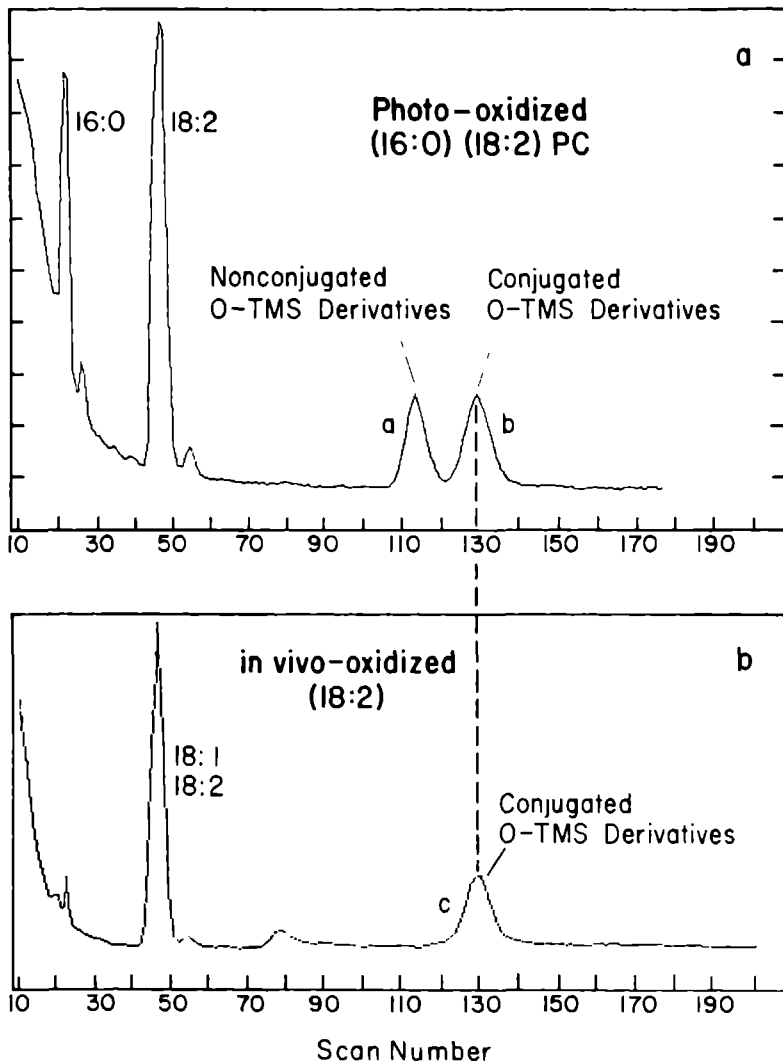 a
16:0
18:2
Photo-oxidized
(16:0) (18:2) PC
Nonconjugated
O-TMS Derivatives
Conjugated
O-TMS Derivatives
a
b
10 30 50 70 90 110 130 150 170 190
b
in vivo-oxidized
(18:2)
18:1
18:2
Conjugated
O-TMS Derivatives
c
10 30 50 70 90 110 130 150 170 190
Scan Number